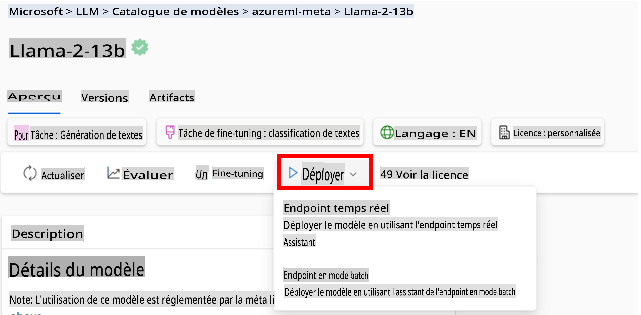 Microsoft > LLM > Catalogue de modèles > azureml-meta > Llama-2-13b
Llama-2-13b
Aperçu Versions Artifacts
Pour Tâche : Génération de textes Tâche de fine-tuning : classification de textes Langage : EN Licence : personnalisée
Actualiser Évaluer Un Fine-tuning Déployer 49 Voir la licence
Endpoint temps réel
Déployer le modèle en utilisant l'endpoint temps réel
Assistant
Endpoint en mode batch
Déployer le modèle en utilisant l assistant de l'endpoint en mode batch
Description
Détails du modèle
Note: L'utilisation de ce modèle est réglementée par la méta li